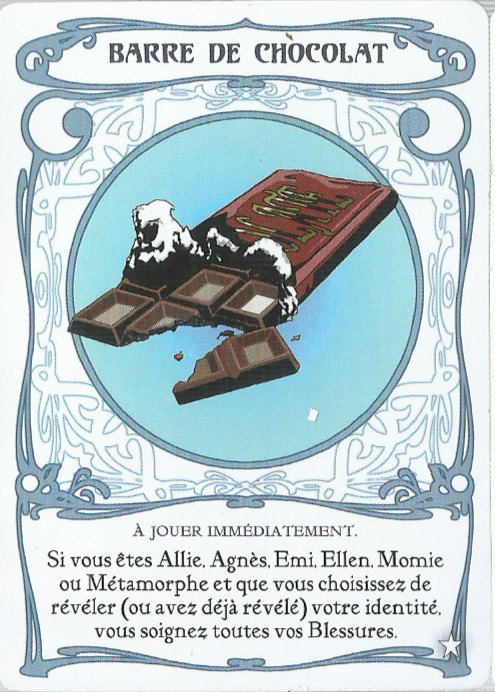 BARRE DE CHOCOLAT
À JOUER IMMÉDIATEMENT.
Si vous êtes Allie, Agnès, Emi, Ellen, Momie
ou Métamorphe et que vous choisissez de
révéler (ou avez déjà révélé) votre identité,
vous soignez toutes vos Blessures.